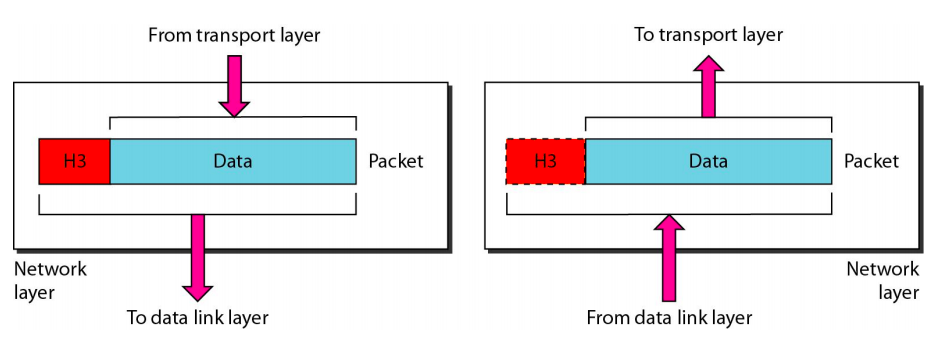 From transport layer
To transport layer
H3 Data Packet
H3 Data Packet
Network
layer
Network
layer
To data link layer
From data link layer